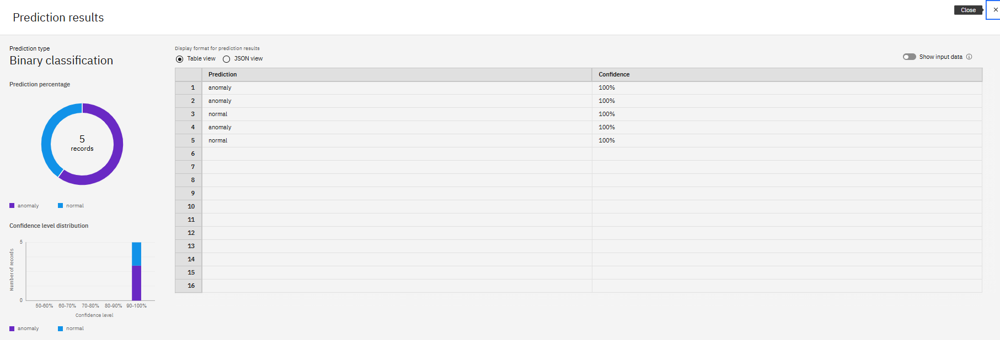 Prediction results
Close
Prediction type
Binary classification
Prediction percentage
5
records
anomaly normal
Confidence level distribution
Number of records
5
0
50-60% 60-70% 70-80% 80-90% 90-100%
Confidence level
anomaly normal
Display format for prediction results
Table view JSON view
Show input data
Prediction Confidence
1 anomaly 100%
2 anomaly 100%
3 normal 100%
4 anomaly 100%
5 normal 100%
6
7
8
9
10
11
12
13
14
15
16